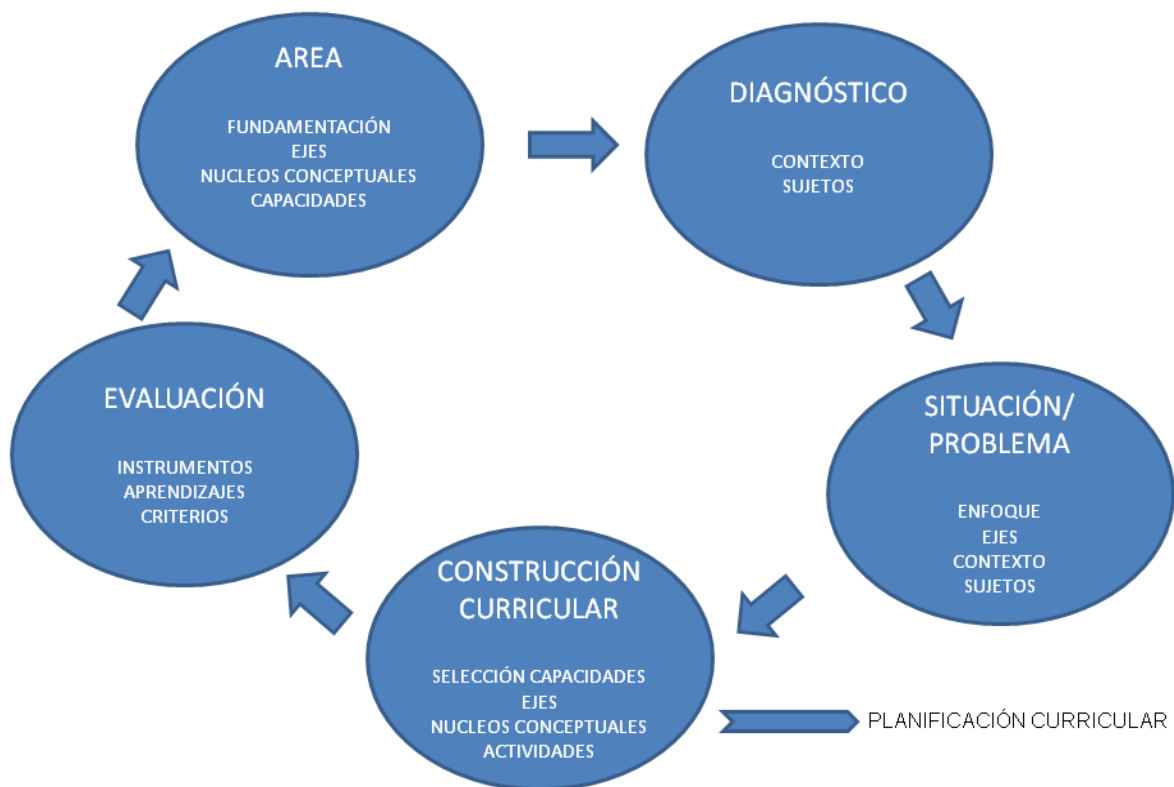 AREA
FUNDAMENTACIÓN
EJES
NUCLEOS CONCEPTUALES
CAPACIDADES
DIAGNÓSTICO
CONTEXTO
SUJETOS
SITUACIÓN/
PROBLEMA
ENFOQUE
EJES
CONTEXTO
SUJETOS
CONSTRUCCIÓN
CURRICULAR
SELECCIÓN CAPACIDADES
EJES
NUCLEOS CONCEPTUALES
ACTIVIDADES
PLANIFICACIÓN CURRICULAR
EVALUACIÓN
INSTRUMENTOS
APRENDIZAJES
CRITERIOS